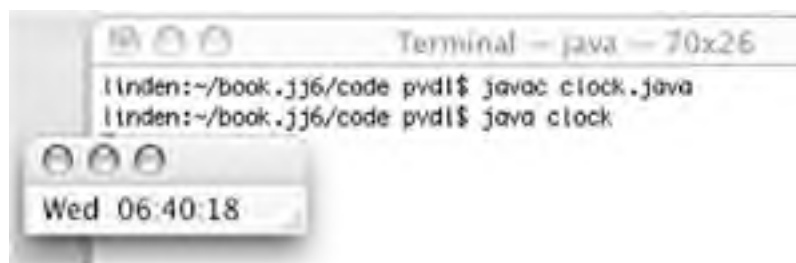 Terminal — java — 70x26
linden:~/book.jj6/code pvdl$ javac clock.java
linden:~/book.jj6/code pvdl$ java clock
Wed 06:40:18